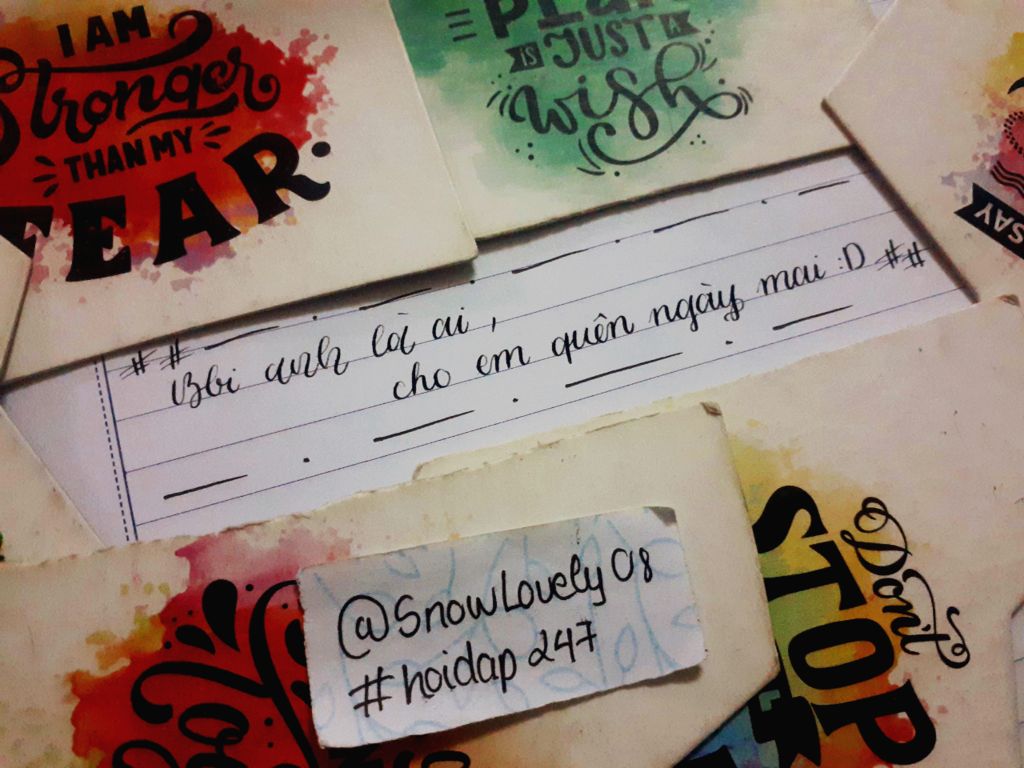 I AM
Stronger
THAN MY
FEAR.
IS JUST A
Wish
SAY
##
Bởi anh là ai,
cho em quên ngày mai :D ##
@SnowLovely08
#hoidap247
Don't
STOP